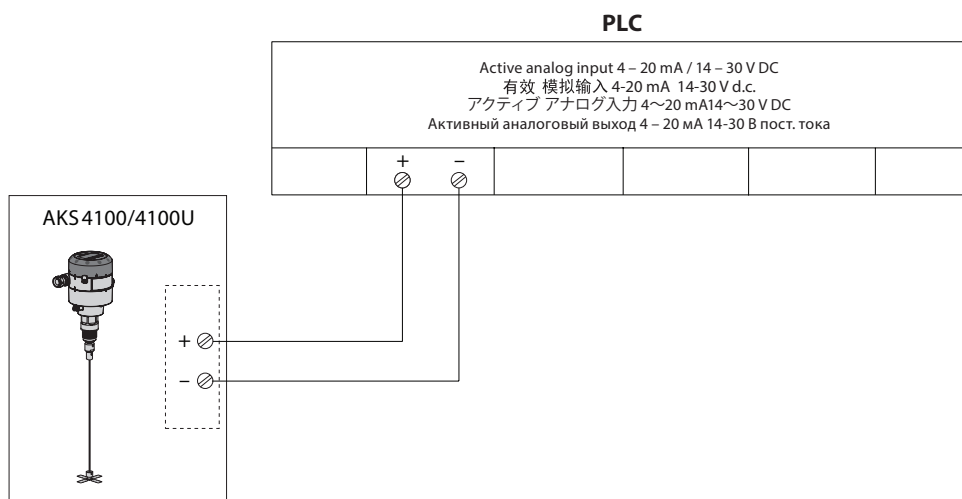 PLC
Active analog input 4 – 20 mA / 14 – 30 V DC
有效 模拟输入 4-20 mA 14-30 V d.c.
アクティブ アナログ入力 4～20 mA14～30 V DC
Активный аналоговый выход 4 – 20 мА 14-30 В пост. тока
+ −
AKS 4100/4100U
+
−